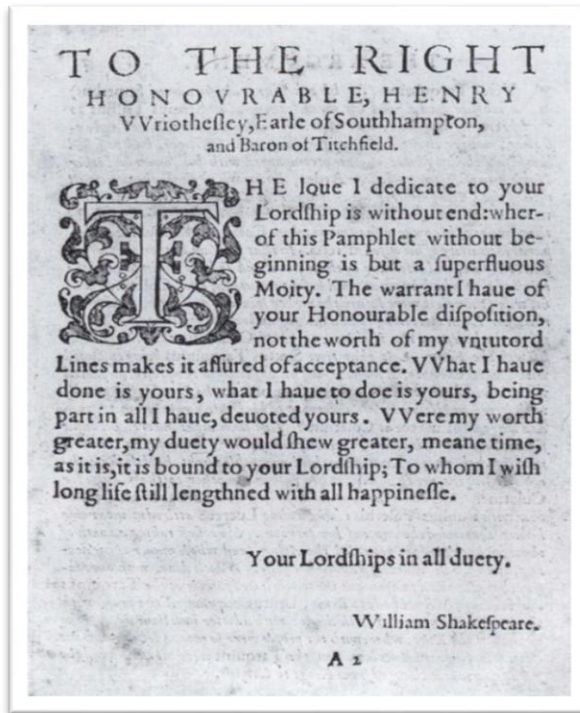 TO THE RIGHT
HONOVRABLE, HENRY
VVriotheſley, Earle of Southhampton,
and Baron of Titchfield.
THE loue I dedicate to your
Lordſhip is without end: wher-
of this Pamphlet without be-
ginning is but a ſuperfluous
Moity. The warrant I haue of
your Honourable diſpoſition,
not the worth of my vntutord
Lines makes it aſſured of acceptance. VVhat I haue
done is yours, what I haue to doe is yours, being
part in all I haue, deuoted yours. VVere my worth
greater, my duety would ſhew greater, meane time,
as it is, it is bound to your Lordſhip; To whom I wiſh
long life ſtill lengthned with all happineſſe.
Your Lordſhips in all duety.
William Shakeſpeare.
A 2